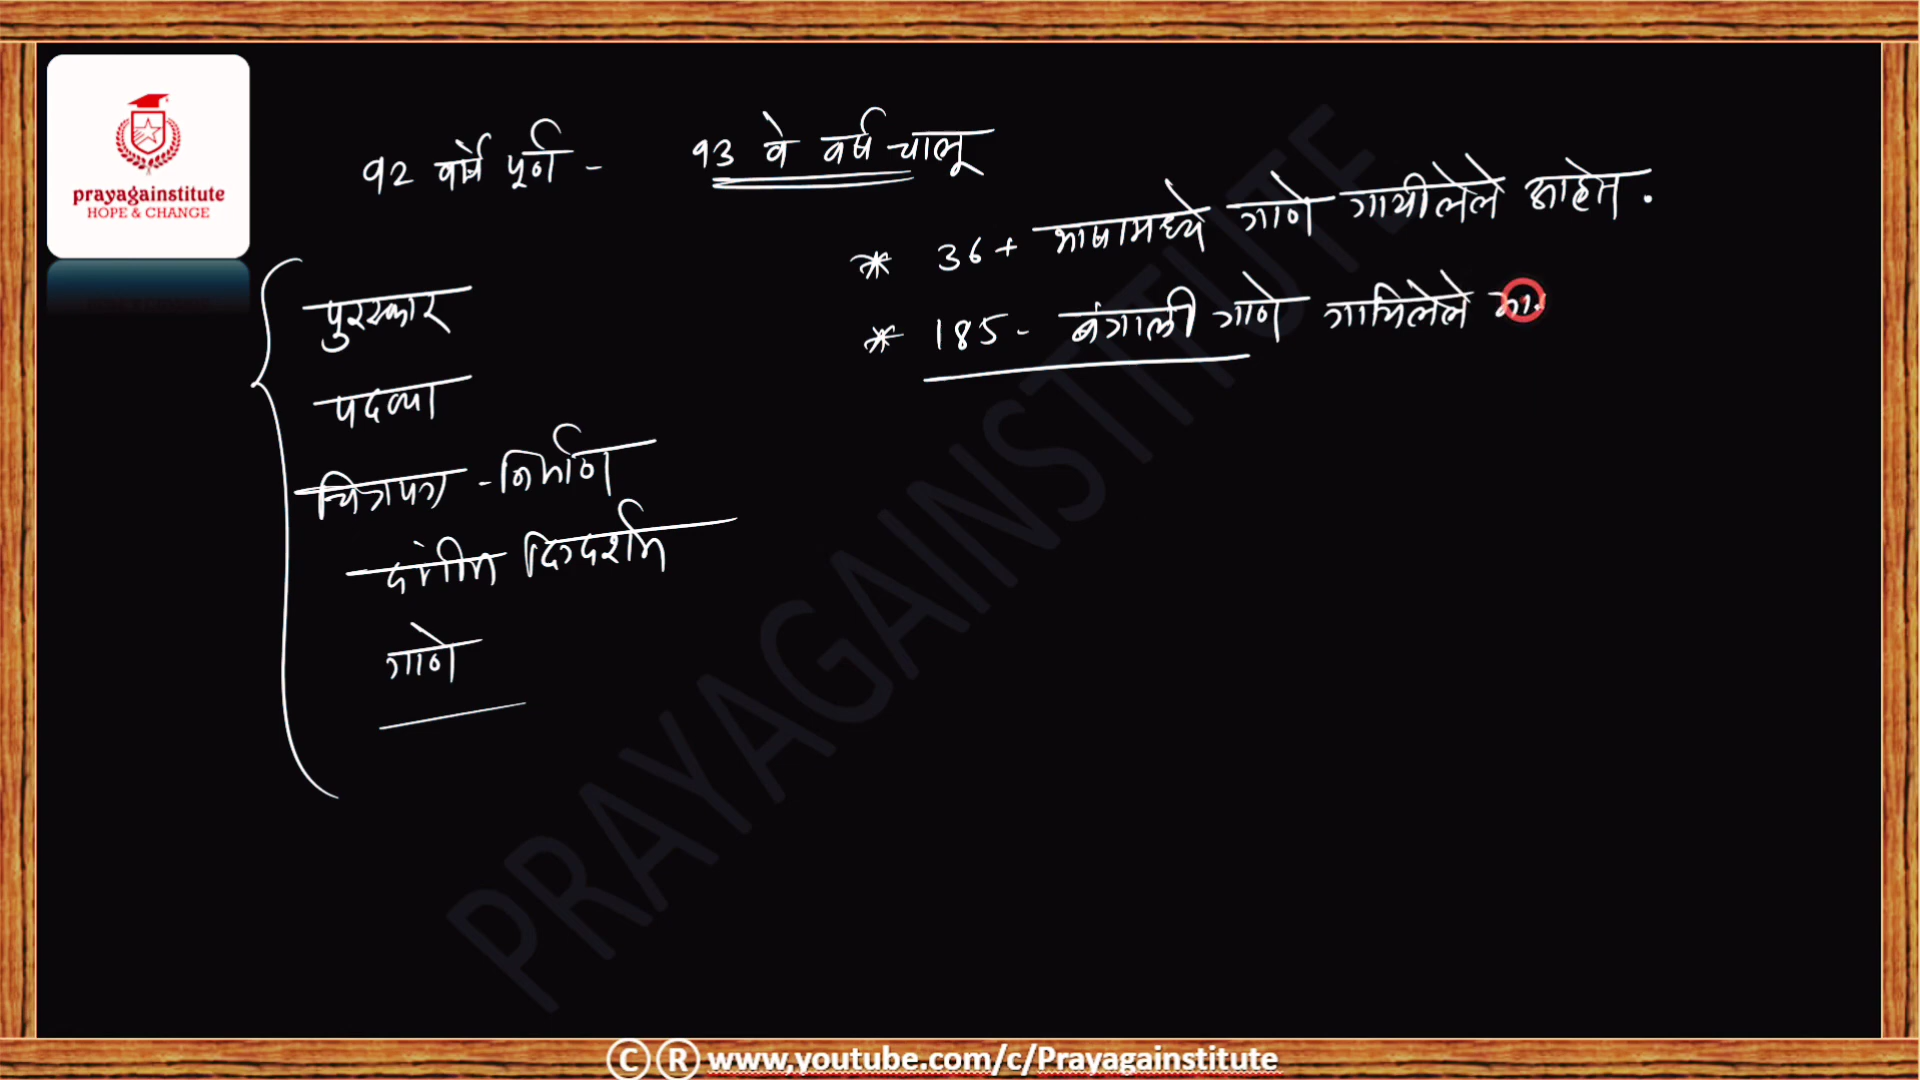 prayagainstitute
HOPE & CHANGE
92 वर्षे पूर्ण - 93 वे वर्ष चालू
* 36+ भाषामध्ये गाणे गायीलेले आहेत.
* 185 - बंगाली गाणे गायिलेले
पुरस्कार
पदव्या
चित्रपट - निर्माण
संगीत दिग्दर्शन
गाणे
PRAYAGAINSTITUTE
© ® www.youtube.com/c/Prayagainstitute